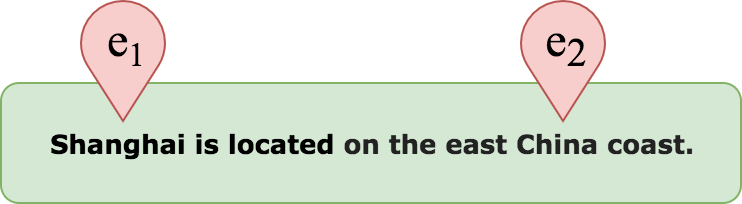 e1 e2
Shanghai is located on the east China coast.